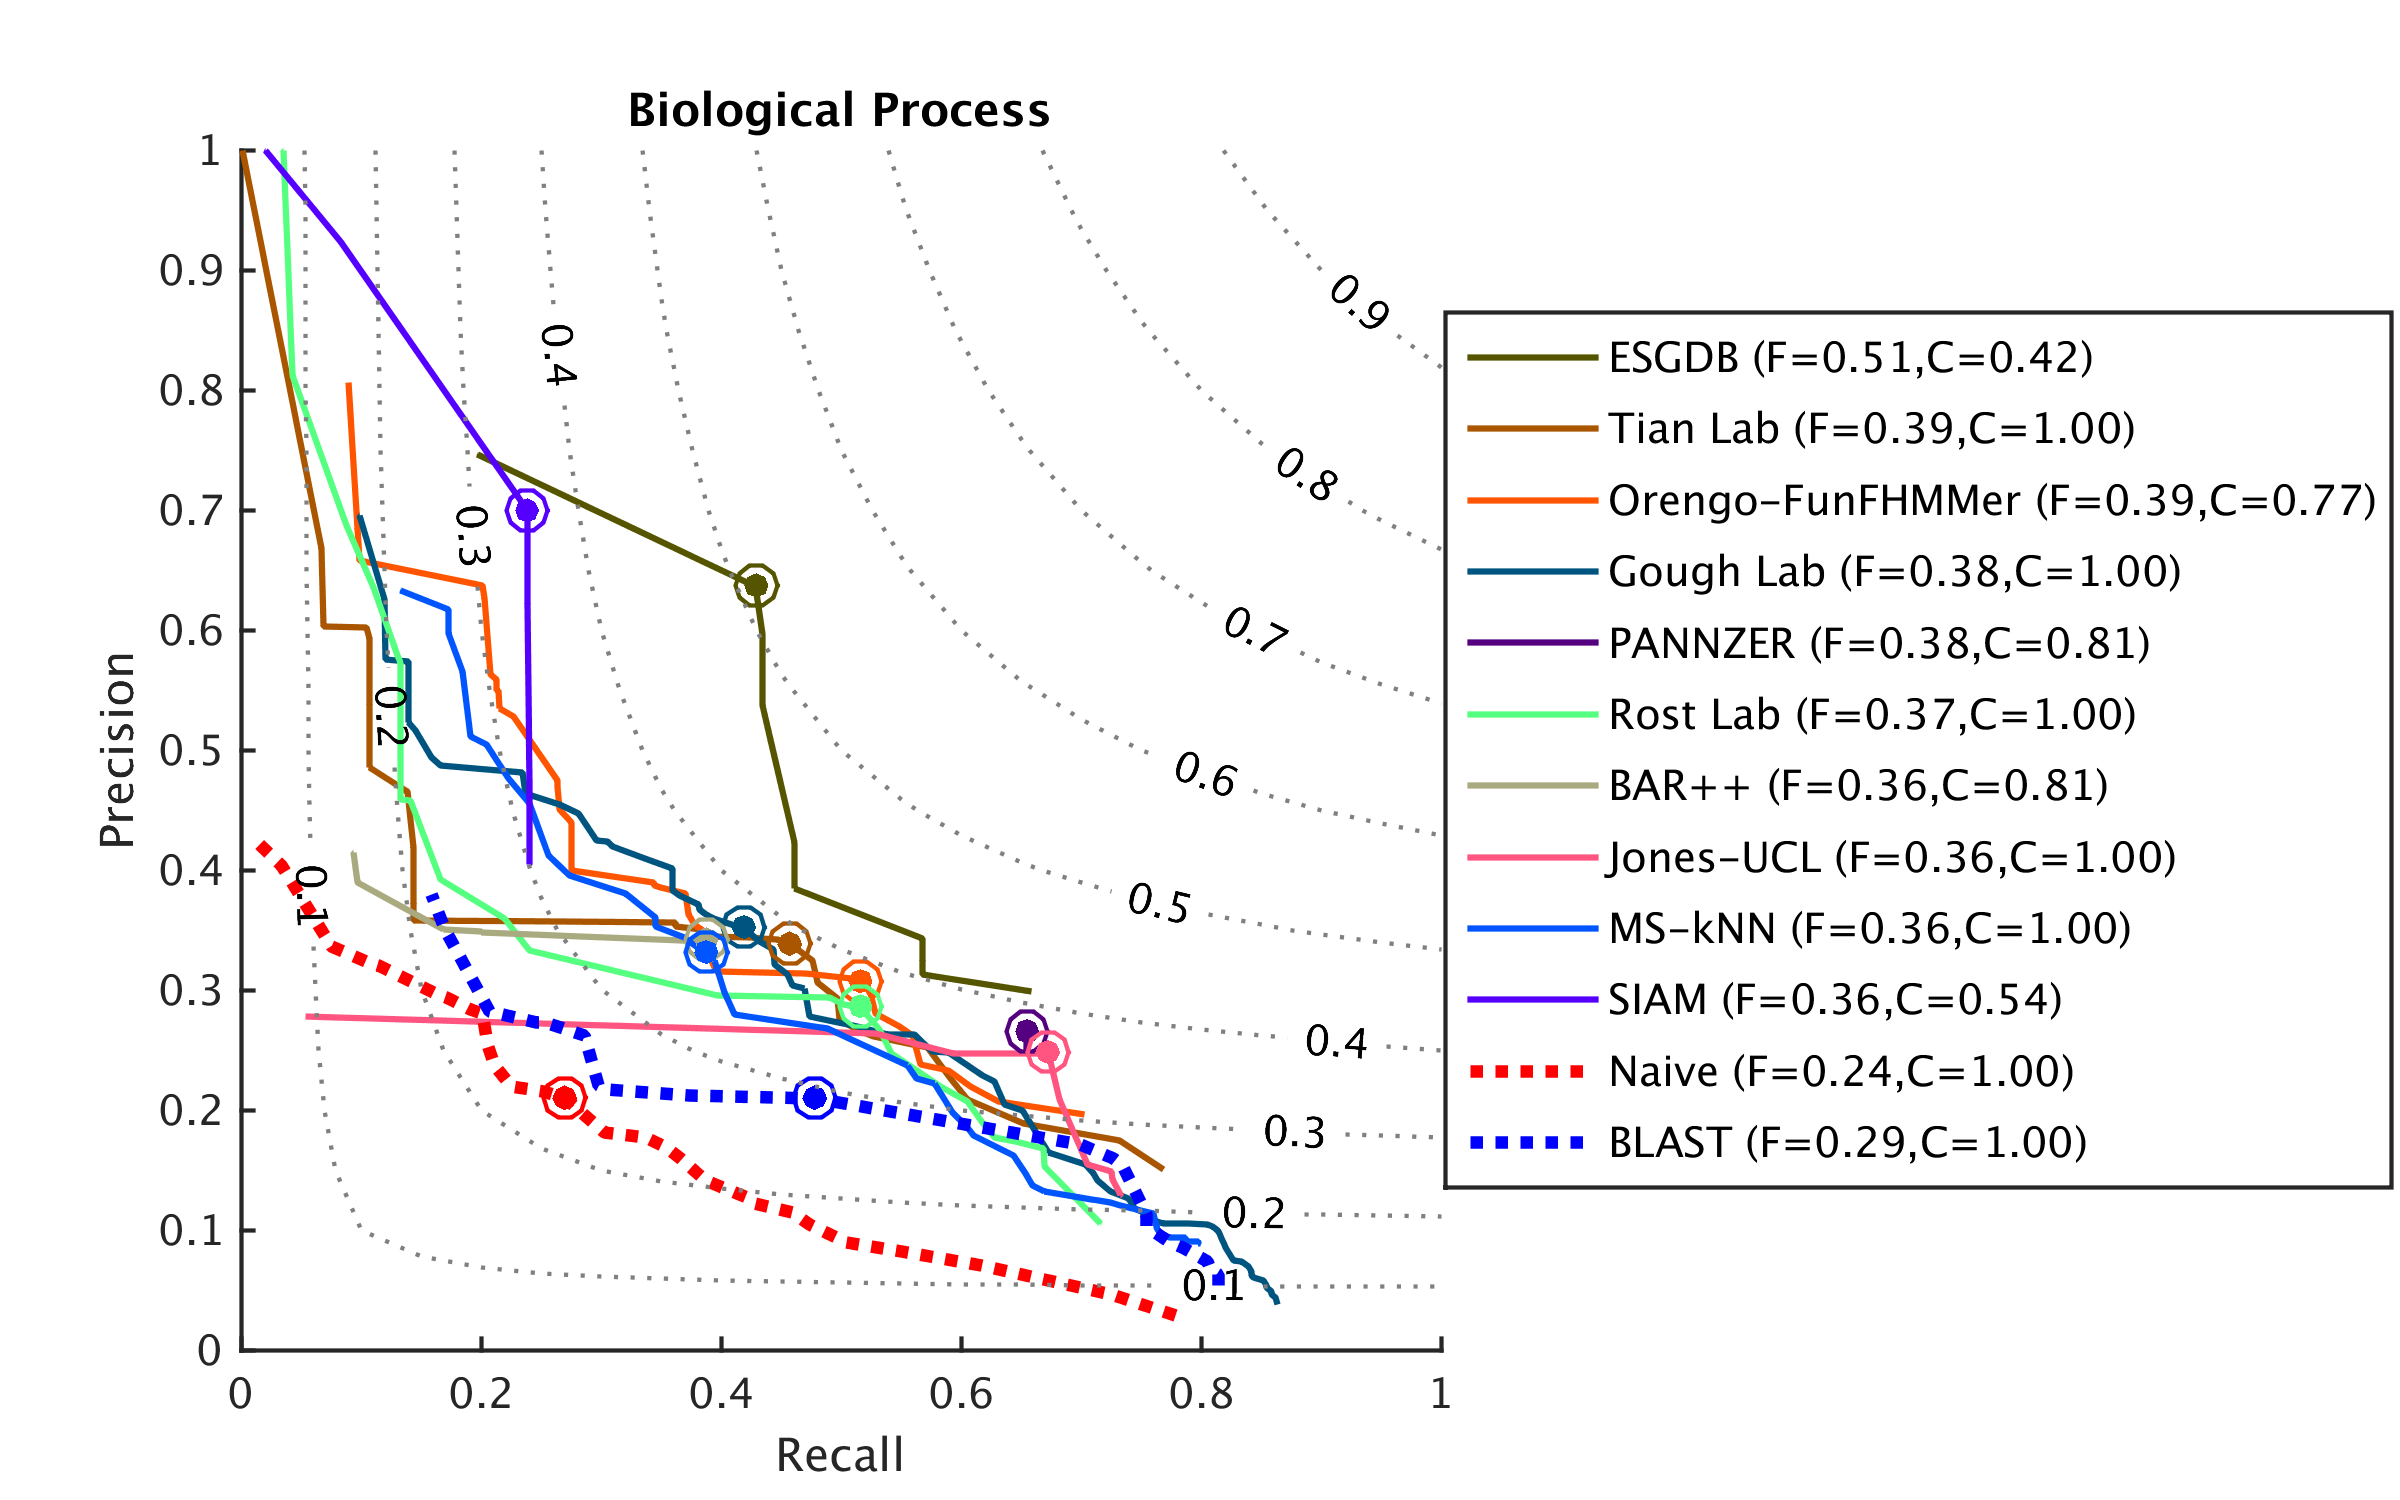 Biological Process
1
0.9
0.8
0.7
0.6
0.5
0.4
0.3
0.2
0.1
0
Precision
0
0.2
0.4
0.6
0.8
1
Recall
0.1
0.2
0.3
0.4
0.9
0.8
0.7
0.6
0.5
0.4
0.3
0.2
0.1
ESGDB (F=0.51,C=0.42)
Tian Lab (F=0.39,C=1.00)
Orengo-FunFHMMer (F=0.39,C=0.77)
Gough Lab (F=0.38,C=1.00)
PANNZER (F=0.38,C=0.81)
Rost Lab (F=0.37,C=1.00)
BAR++ (F=0.36,C=0.81)
Jones-UCL (F=0.36,C=1.00)
MS-kNN (F=0.36,C=1.00)
SIAM (F=0.36,C=0.54)
Naive (F=0.24,C=1.00)
BLAST (F=0.29,C=1.00)